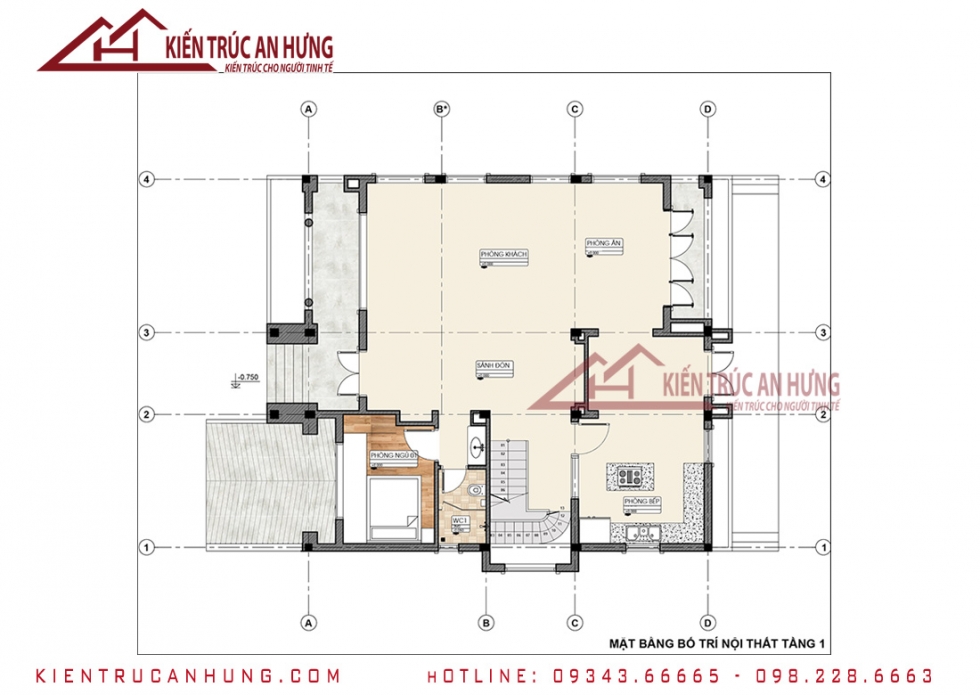 KIẾN TRÚC AN HƯNG
KIẾN TRÚC CHO NGƯỜI TINH TẾ
A B* C D
4 4
PHÒNG KHÁCH
PHÒNG ĂN
3 3
SẢNH ĐÓN
-0.750
KIẾN TRÚC AN HƯNG
KIẾN TRÚC CHO NGƯỜI TINH TẾ
2 2
PHÒNG NGỦ 01
PHÒNG BẾP
WC1
1 1
A B C D
MẶT BẰNG BỐ TRÍ NỘI THẤT TẦNG 1
KIENTRUCANHUNG.COM HOTLINE: 09343.66665 - 098.228.6663